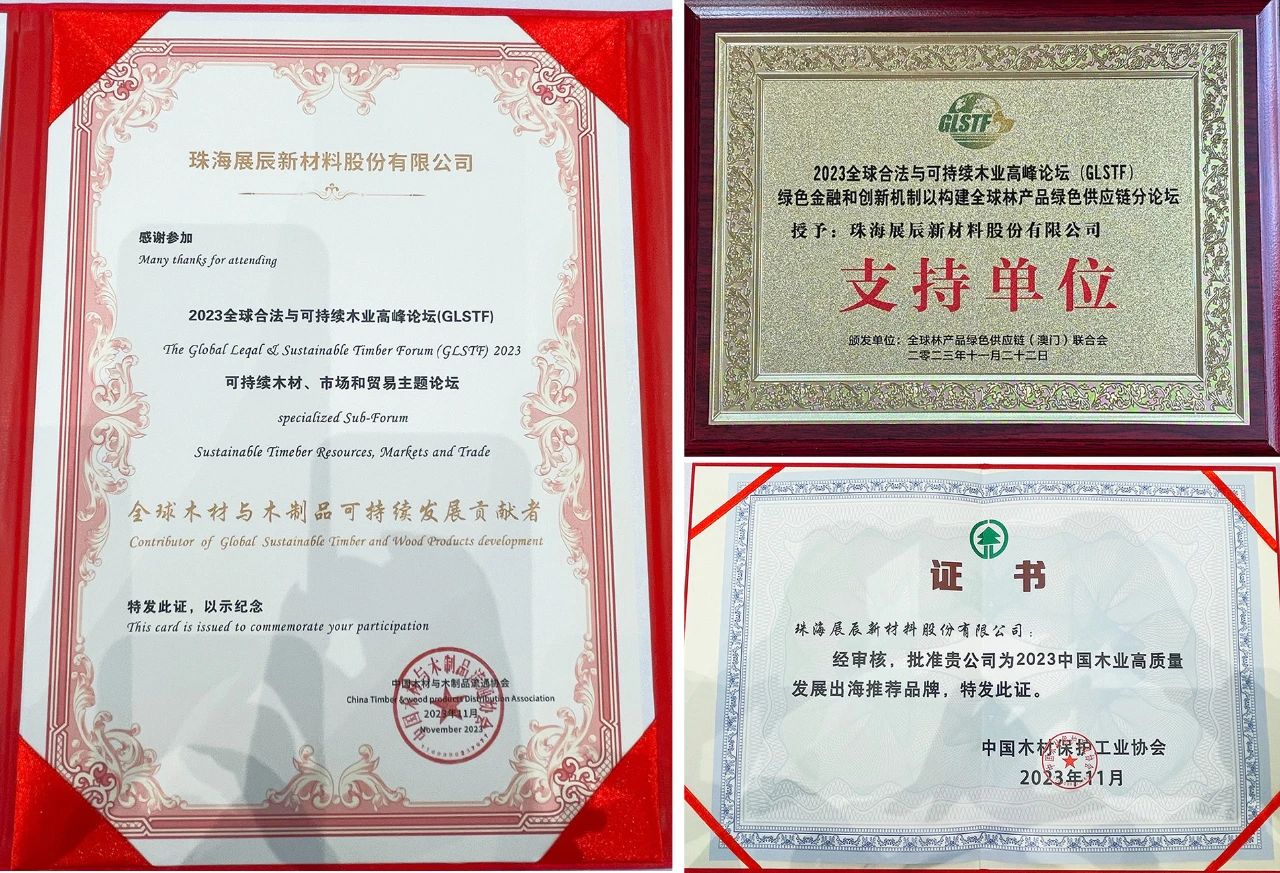 珠海展辰新材料股份有限公司
感谢参加
Many thanks for attending
2023全球合法与可持续木业高峰论坛(GLSTF)
The Global Leqal & Sustainable Timber Forum (GLSTF) 2023
可持续木材、市场和贸易主题论坛
specialized Sub-Forum
Sustainable Timeber Resources, Markets and Trade
全球木材与木制品可持续发展贡献者
Contributor of Global Sustainable Timber and Wood Products development
特发此证，以示纪念
This card is issued to commemorate your participation
中国木材与木制品流通协会
China Timber & wood products Distribution Association
2023年11月
November 2023
GLSTF
2023全球合法与可持续木业高峰论坛（GLSTF）
绿色金融和创新机制以构建全球林产品绿色供应链分论坛
授予：珠海展辰新材料股份有限公司
支持单位
颁发单位：全球林产品绿色供应链（澳门）联合会
二零二三年十一月二十二日
证书
珠海展辰新材料股份有限公司：
经审核，批准贵公司为2023中国木业高质量
发展出海推荐品牌，特发此证。
中国木材保护工业协会
2023年11月